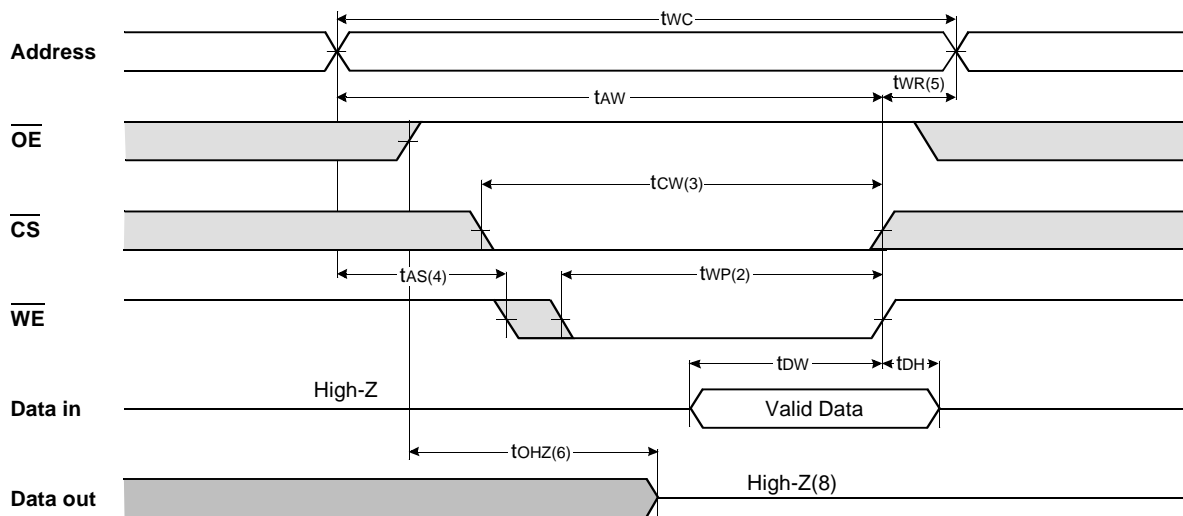 tWC
Address
tAW
tWR(5)
OE
tCW(3)
CS
tAS(4)
tWP(2)
WE
tDW
tDH
High-Z
Data in
Valid Data
tOHZ(6)
High-Z(8)
Data out